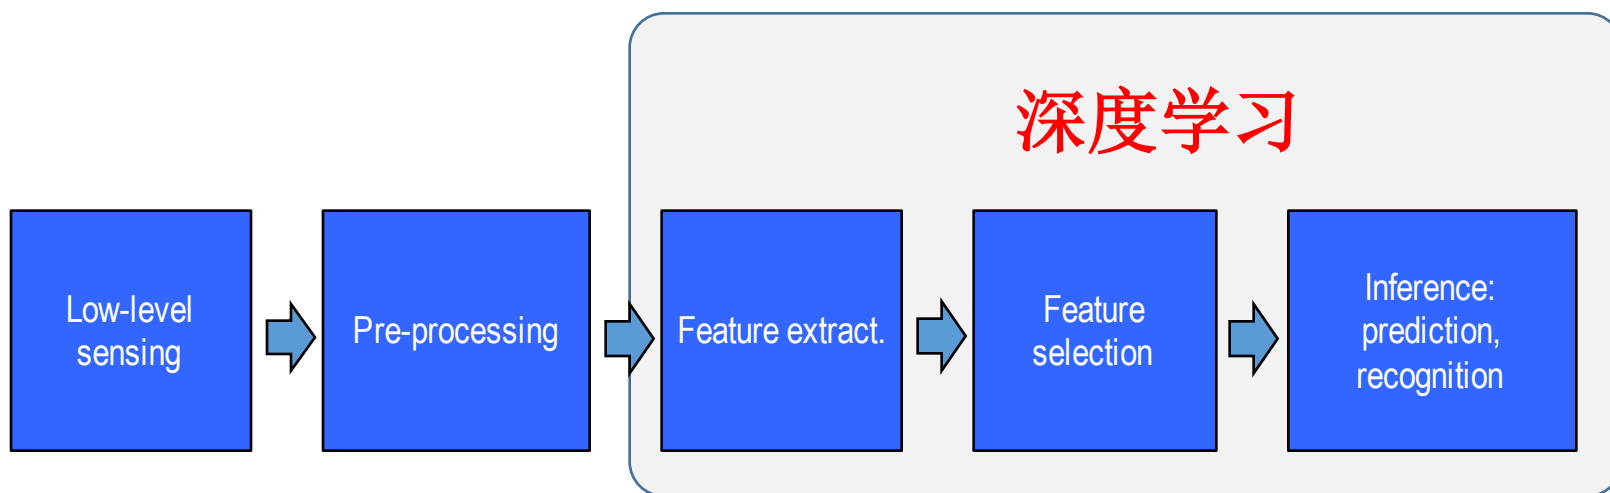 深度学习
Low-level
sensing
Pre-processing
Feature extract.
Feature
selection
Inference:
prediction,
recognition